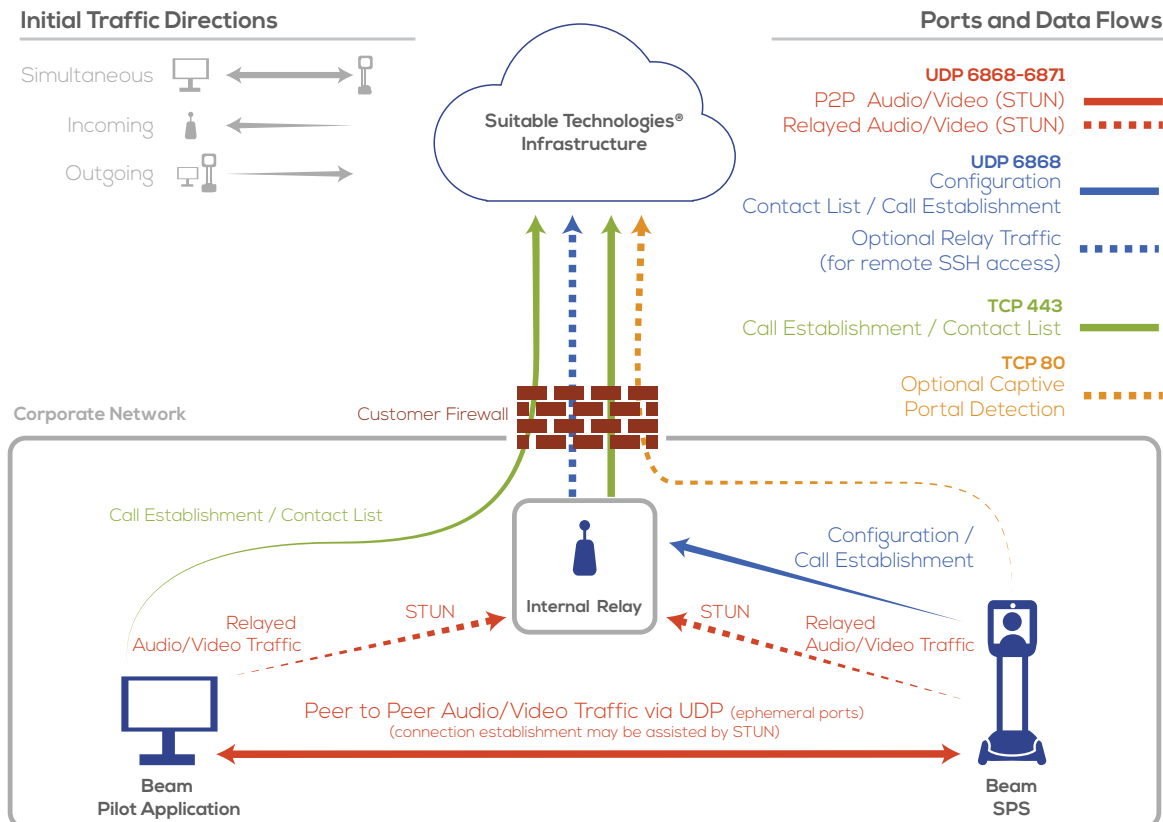 Initial Traffic Directions
Simultaneous
Incoming
Outgoing
Suitable Technologies®
Infrastructure
Ports and Data Flows
UDP 6868-6871
P2P Audio/Video (STUN)
Relayed Audio/Video (STUN)
UDP 6868
Configuration
Contact List / Call Establishment
Optional Relay Traffic
(for remote SSH access)
TCP 443
Call Establishment / Contact List
TCP 80
Optional Captive
Portal Detection
Corporate Network
Customer Firewall
Call Establishment / Contact List
Configuration /
Call Establishment
Internal Relay
STUN
Relayed
Audio/Video Traffic
STUN
Relayed
Audio/Video Traffic
Peer to Peer Audio/Video Traffic via UDP (ephemeral ports)
(connection establishment may be assisted by STUN)
Beam
Pilot Application
Beam
SPS